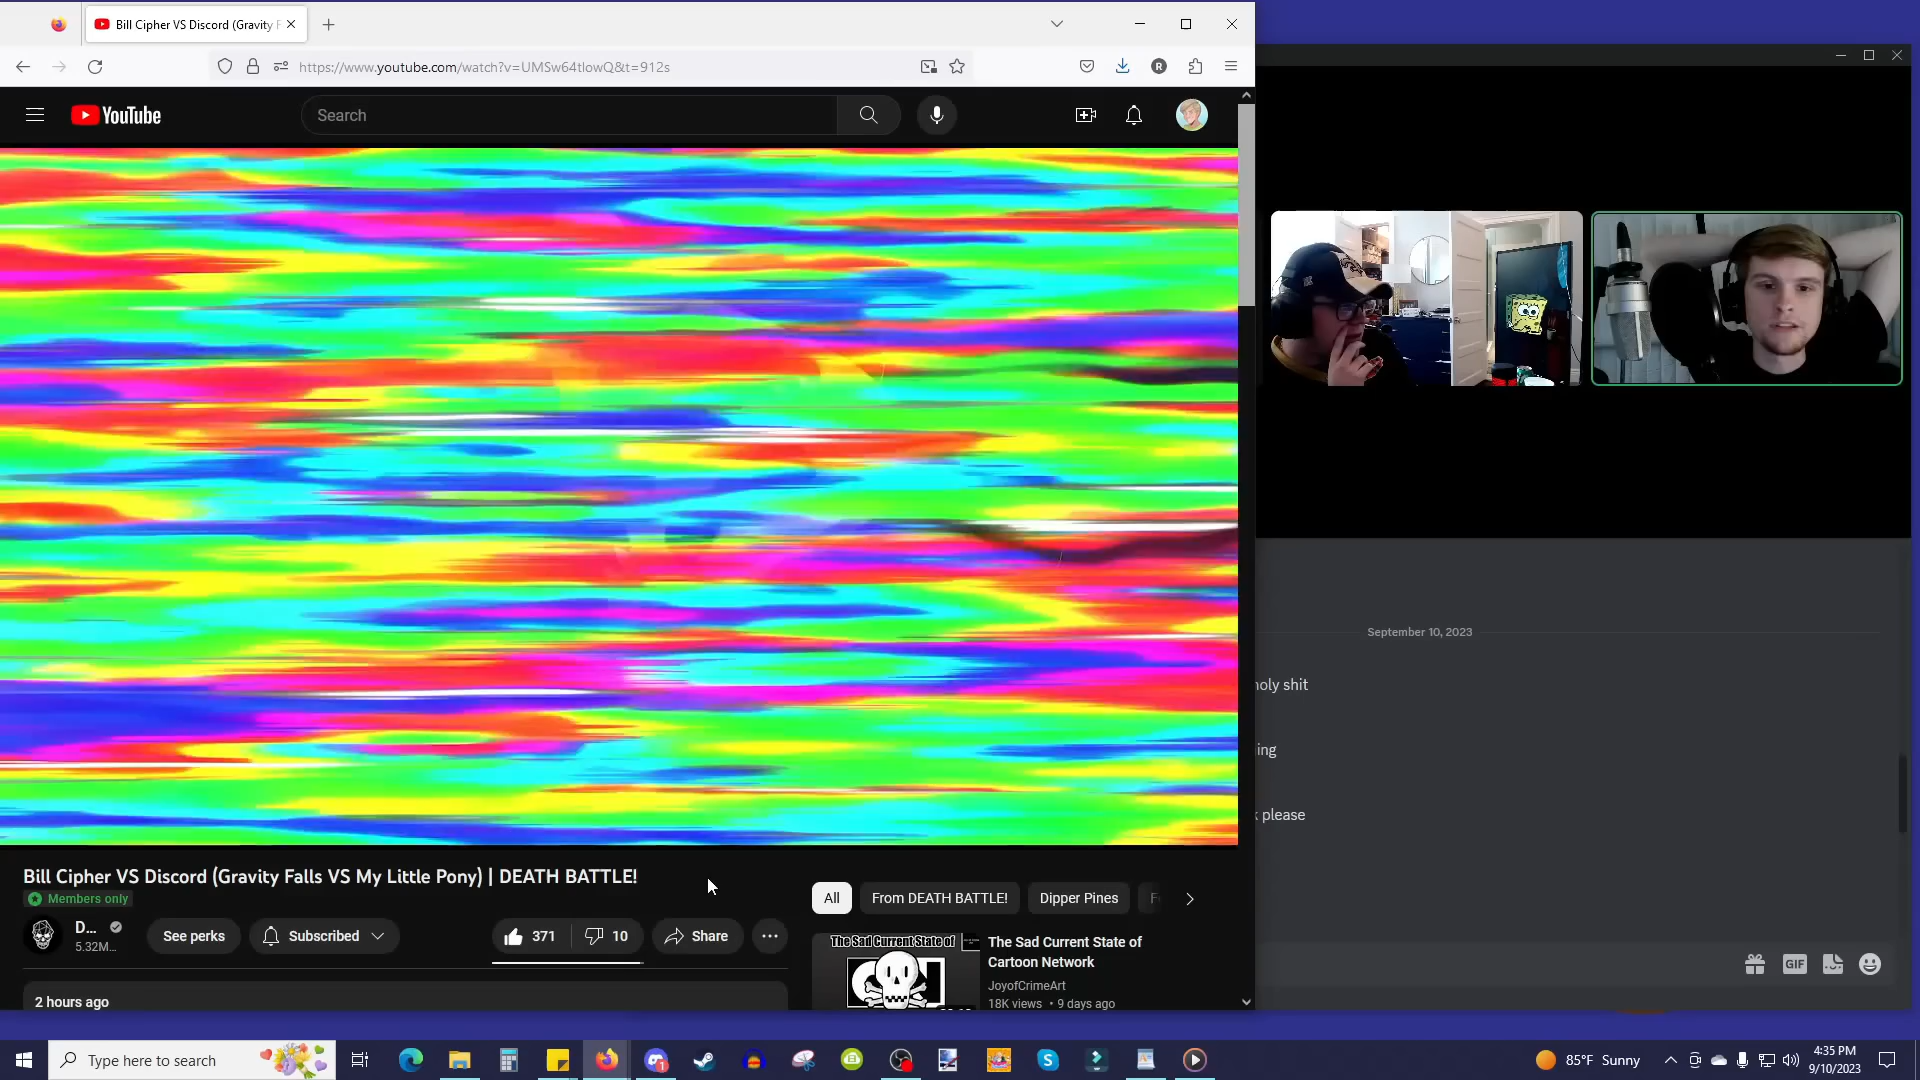 Bill Cipher VS Discord (Gravity F
https://www.youtube.com/watch?v=UMSw64tlowQ&t=912s
R
YouTube
Search
September 10, 2023
holy shit
ing
please
Bill Cipher VS Discord (Gravity Falls VS My Little Pony) | DEATH BATTLE!
Members only
D...
5.32M...
See perks
Subscribed
371
10
Share
All
From DEATH BATTLE!
Dipper Pines
2 hours ago
The Sad Current State of
The Sad Current State of
Cartoon Network
JoyofCrimeArt
18K views • 9 days ago
GIF
Type here to search
1
85°F Sunny
4:35 PM
9/10/2023